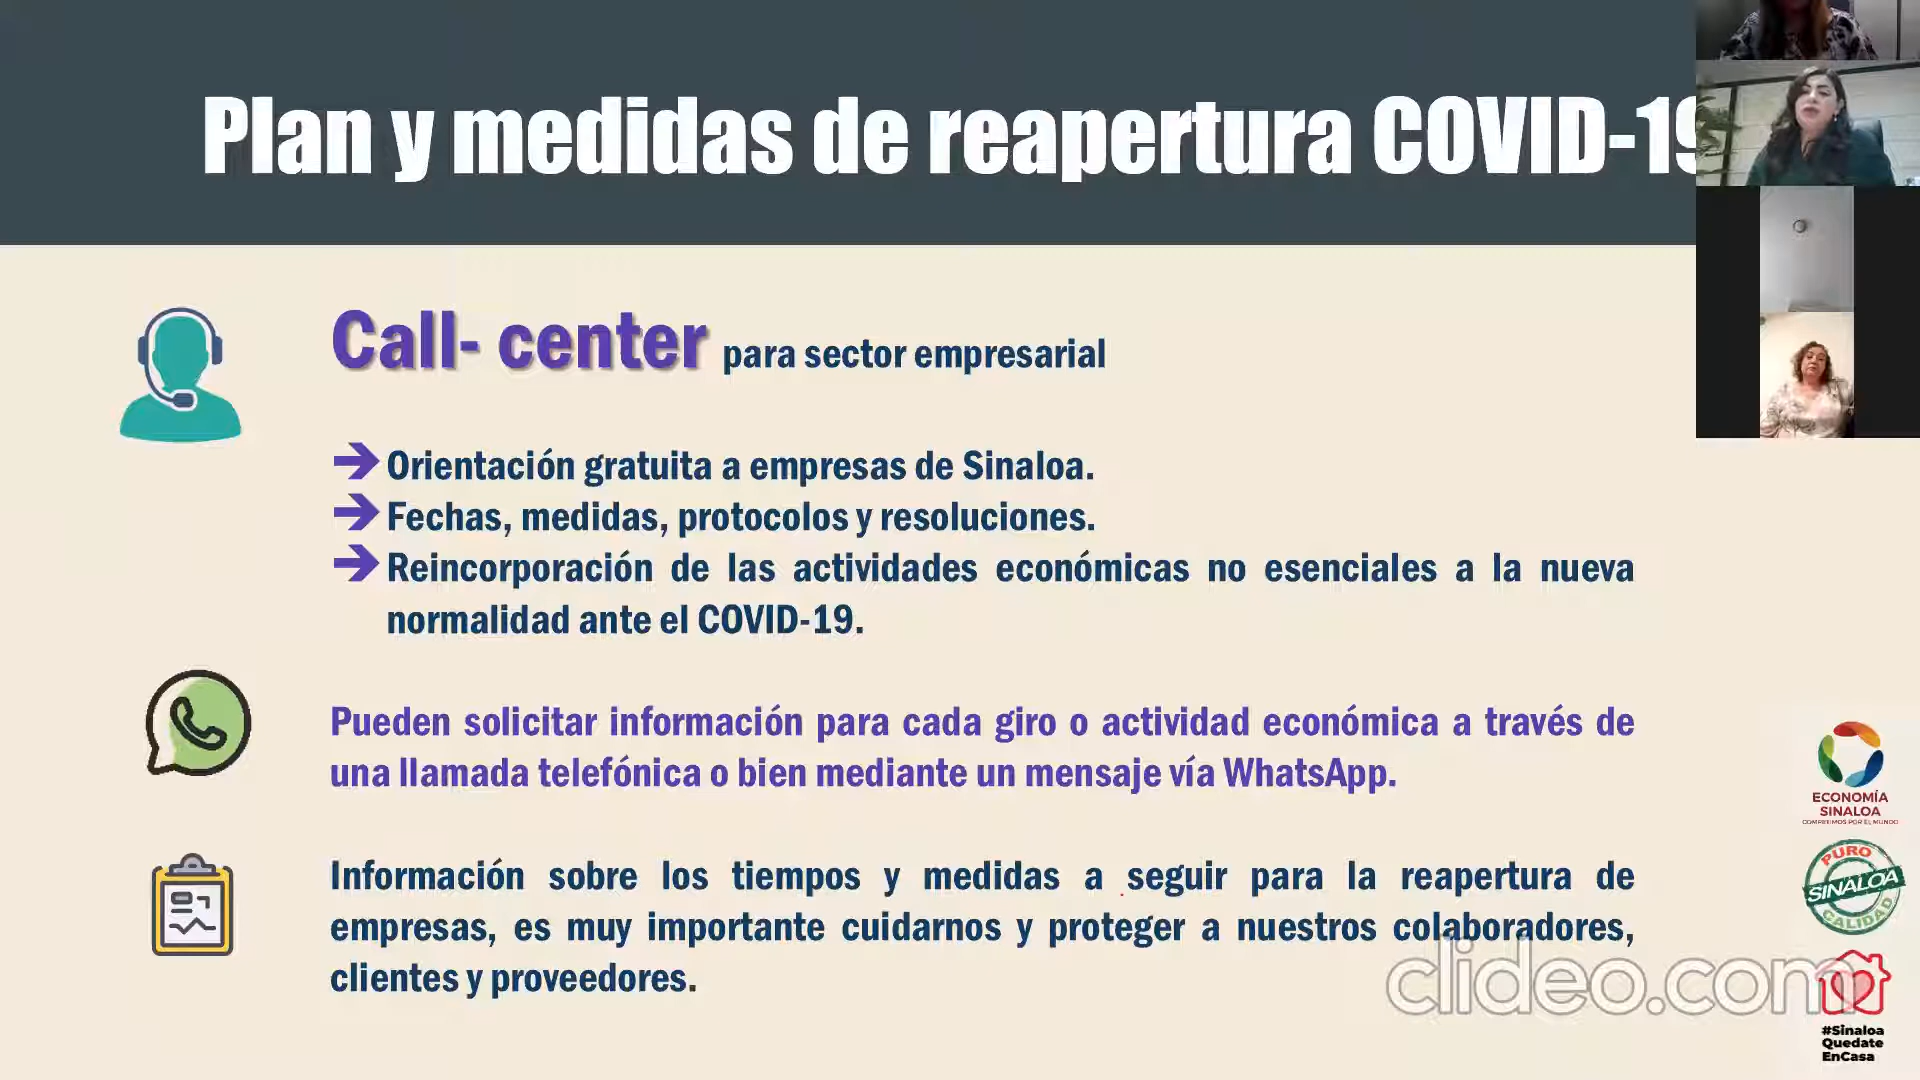 Plan y medidas de reapertura COVID-19
Call- center para sector empresarial
Orientación gratuita a empresas de Sinaloa.
Fechas, medidas, protocolos y resoluciones.
Reincorporación de las actividades económicas no esenciales a la nueva
normalidad ante el COVID-19.
Pueden solicitar información para cada giro o actividad económica a través de
una llamada telefónica o bien mediante un mensaje vía WhatsApp.
Información sobre los tiempos y medidas a seguir para la reapertura de
empresas, es muy importante cuidarnos y proteger a nuestros colaboradores,
clientes y proveedores.
ECONOMÍA
SINALOA
COMPETIMOS POR EL MUNDO
PURO
SINALOA
CALIDAD
clideo.com
#Sinaloa
Quedate
EnCasa